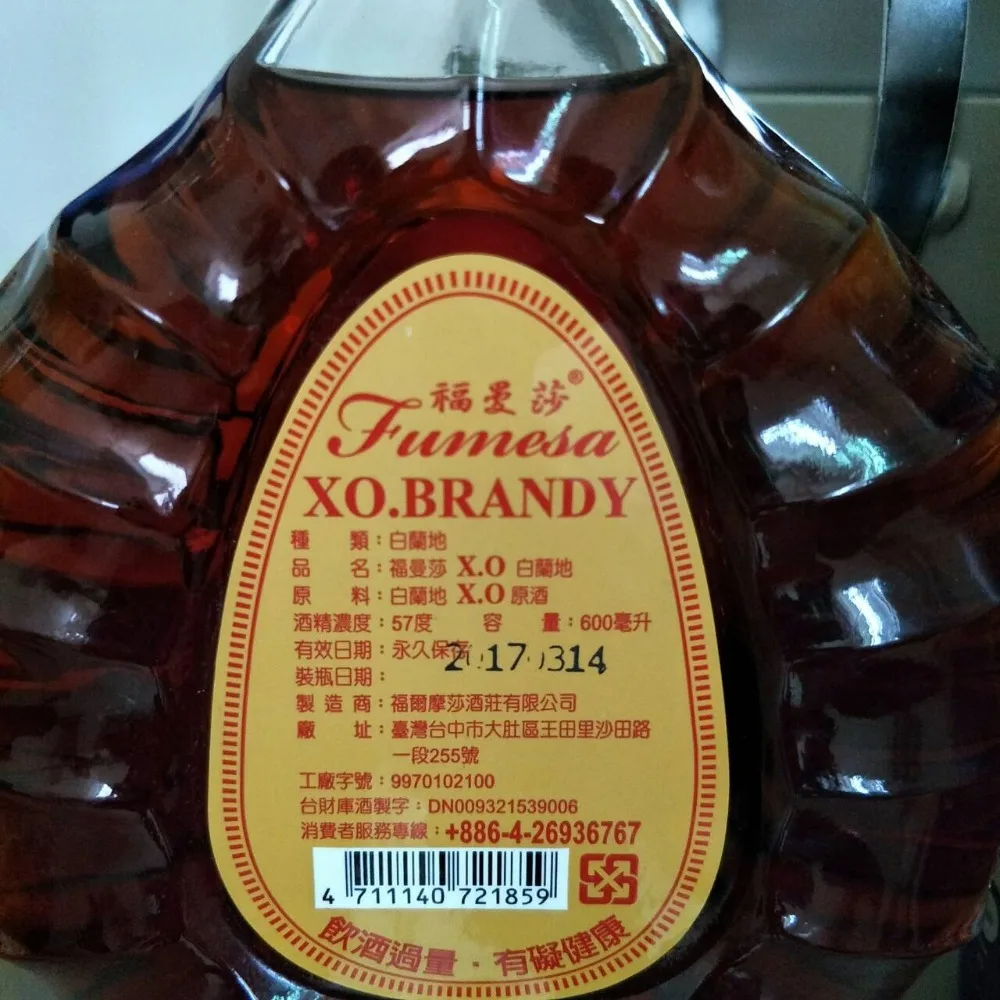 福曼莎®
Fumesa
XO.BRANDY
種 類：白蘭地
品 名：福曼莎 X.O 白蘭地
原 料：白蘭地 X.O 原酒
酒精濃度：57度 容 量：600毫升
有效日期：永久保存
20170314
裝瓶日期：
製造商：福爾摩莎酒莊有限公司
廠 址：臺灣台中市大肚區王田里沙田路
一段255號
工廠字號：9970102100
台財庫酒製字：DN009321539006
消費者服務專線：+886-4-26936767
4 711140 721859
飲酒過量．有礙健康